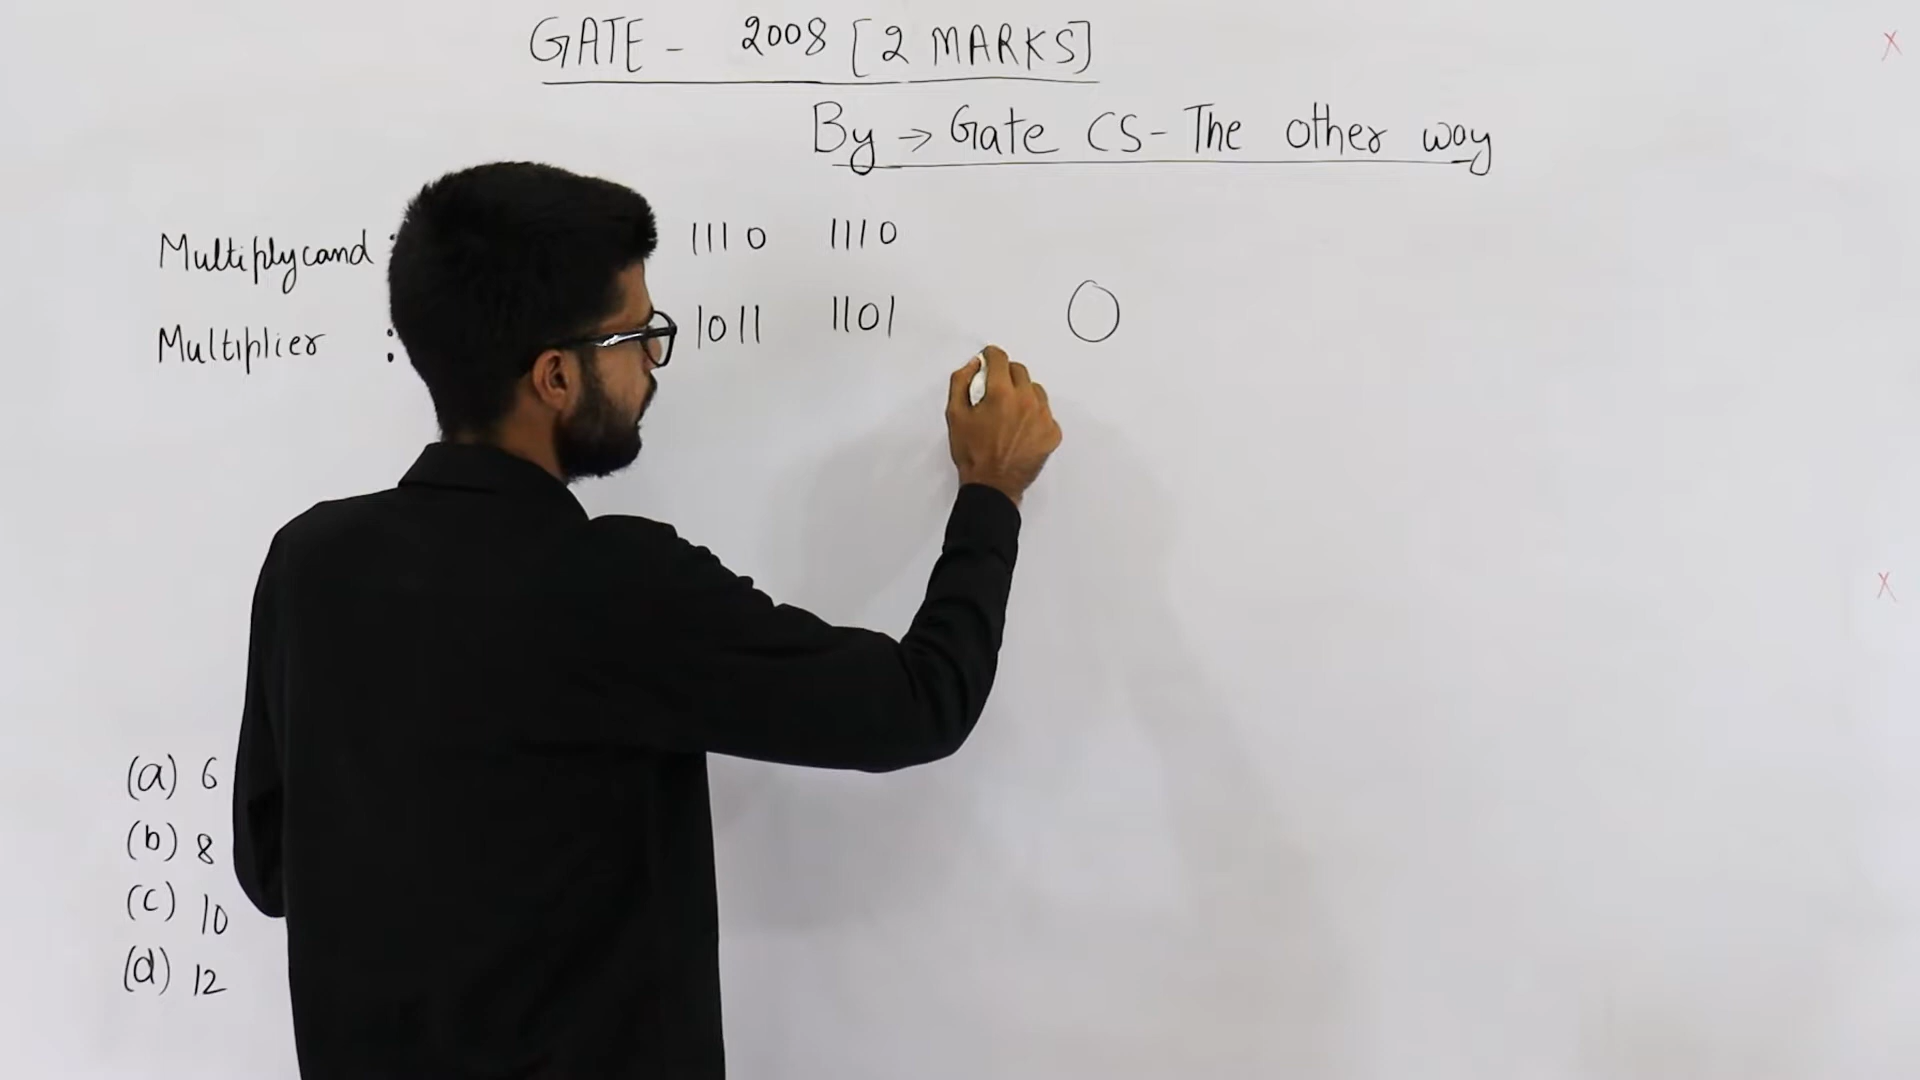 GATE - 2008 [2 MARKS]
By → Gate CS - The other way
Multiplycand : 1110 1110
Multiplier : 1011 1101
(a) 6
(b) 8
(c) 10
(d) 12